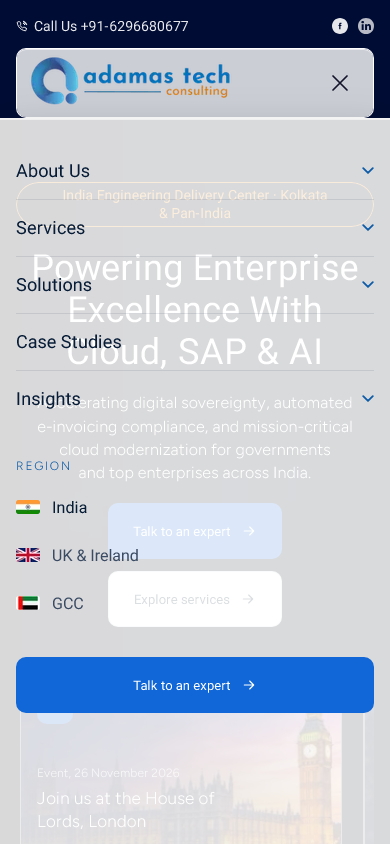 Call Us +91-6296680677
adamas tech
consulting
About Us
India Engineering Delivery Center · Kolkata
& Pan-India
Services
Powering Enterprise
Solutions
Excellence With
Case Studies
Cloud, SAP & AI
Insights
Accelerating digital sovereignty, automated
e-invoicing compliance, and mission-critical
cloud modernization for governments
REGION
and top enterprises across India.
India
Talk to an expert
UK & Ireland
GCC
Explore services
Talk to an expert
Event, 26 November 2026
Join us at the House of
Lords, London